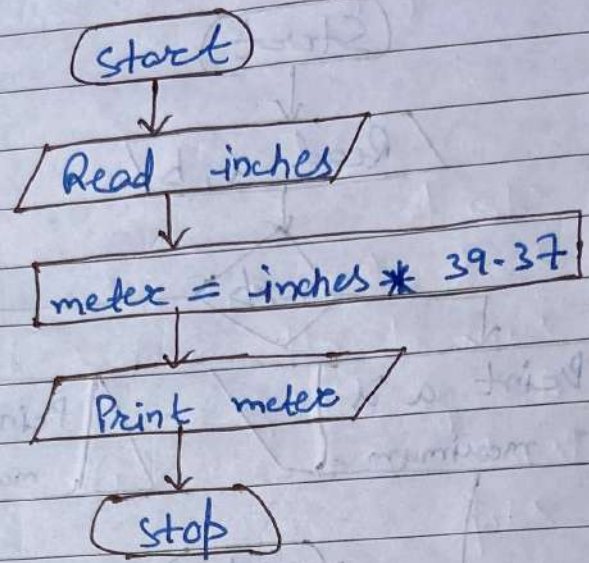 Start
Read inches
meter = inches * 39.37
Print meter
stop